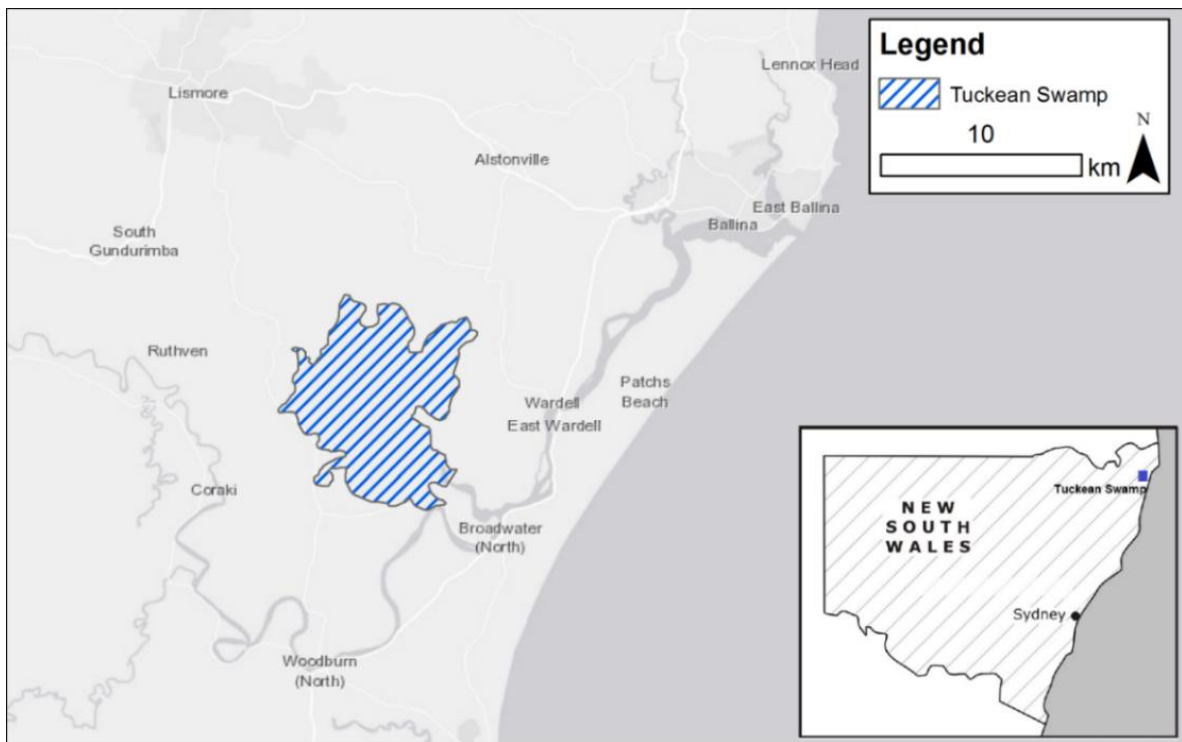 Legend
Tuckean Swamp
10
km
N
Lennox Head
Lismore
Alstonville
East Ballina
Ballina
South
Gundurimba
Ruthven
Patchs
Beach
Wardell
East Wardell
Coraki
Broadwater
(North)
Woodburn
(North)
NEW
SOUTH
WALES
Tuckean Swamp
Sydney